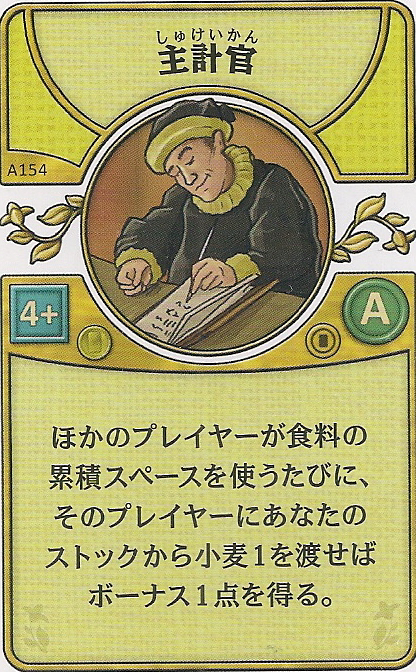 しゅけいかん
主計官
A154
4+
A
ほかのプレイヤーが食料の
累積スペースを使うたびに、
そのプレイヤーにあなたの
ストックから小麦1を渡せば
ボーナス1点を得る。